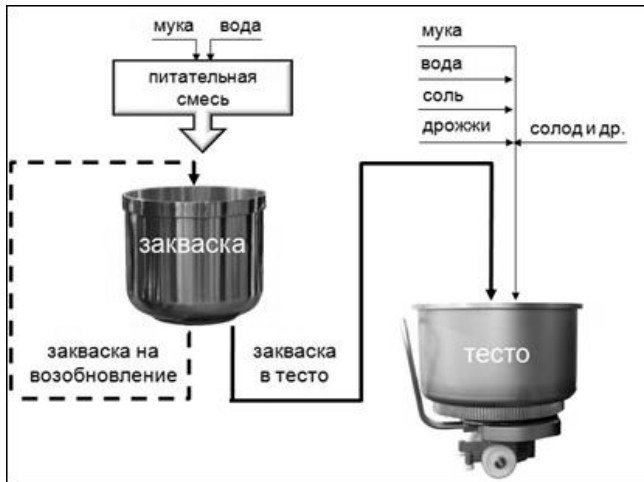 мука вода
питательная
смесь
закваска
закваска на
возобновление
закваска
в тесто
мука
вода
соль
дрожжи солод и др.
тесто